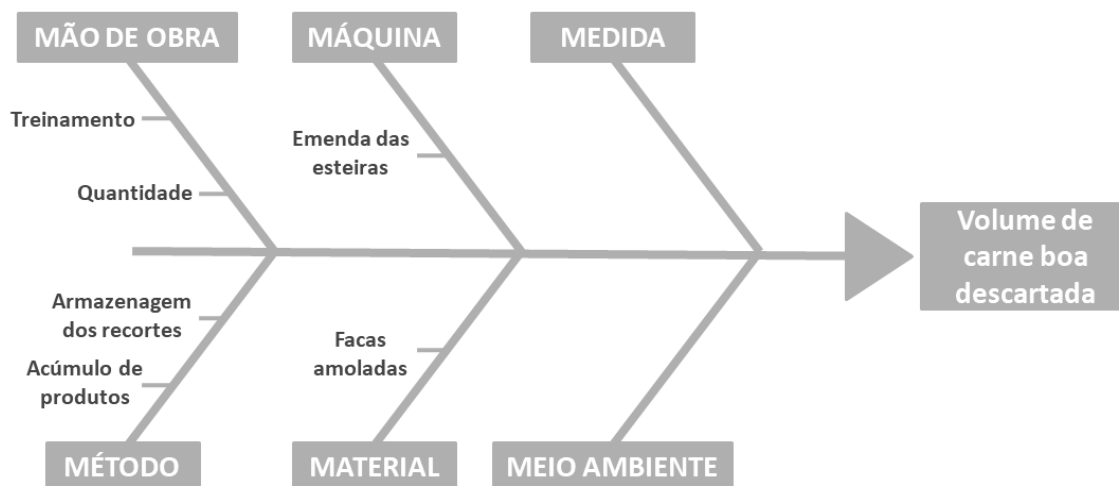 MÃO DE OBRA
MÁQUINA
MEDIDA
Treinamento
Quantidade
Emenda das
esteiras
Volume de
carne boa
descartada
Armazenagem
dos recortes
Acúmulo de
produtos
Facas
amoladas
MÉTODO
MATERIAL
MEIO AMBIENTE